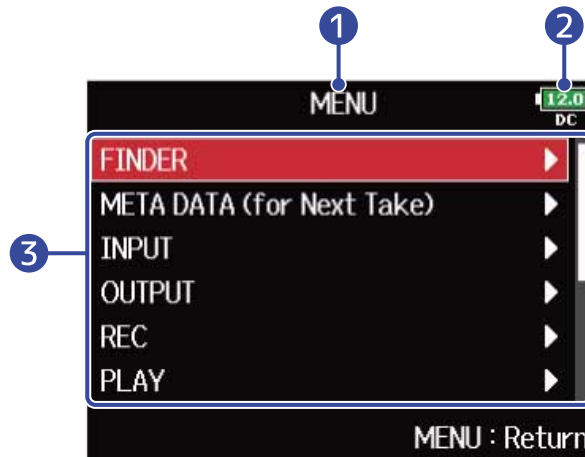 1 2
MENU 12.0
DC
FINDER
META DATA (for Next Take)
3 INPUT
OUTPUT
REC
PLAY
MENU : Return